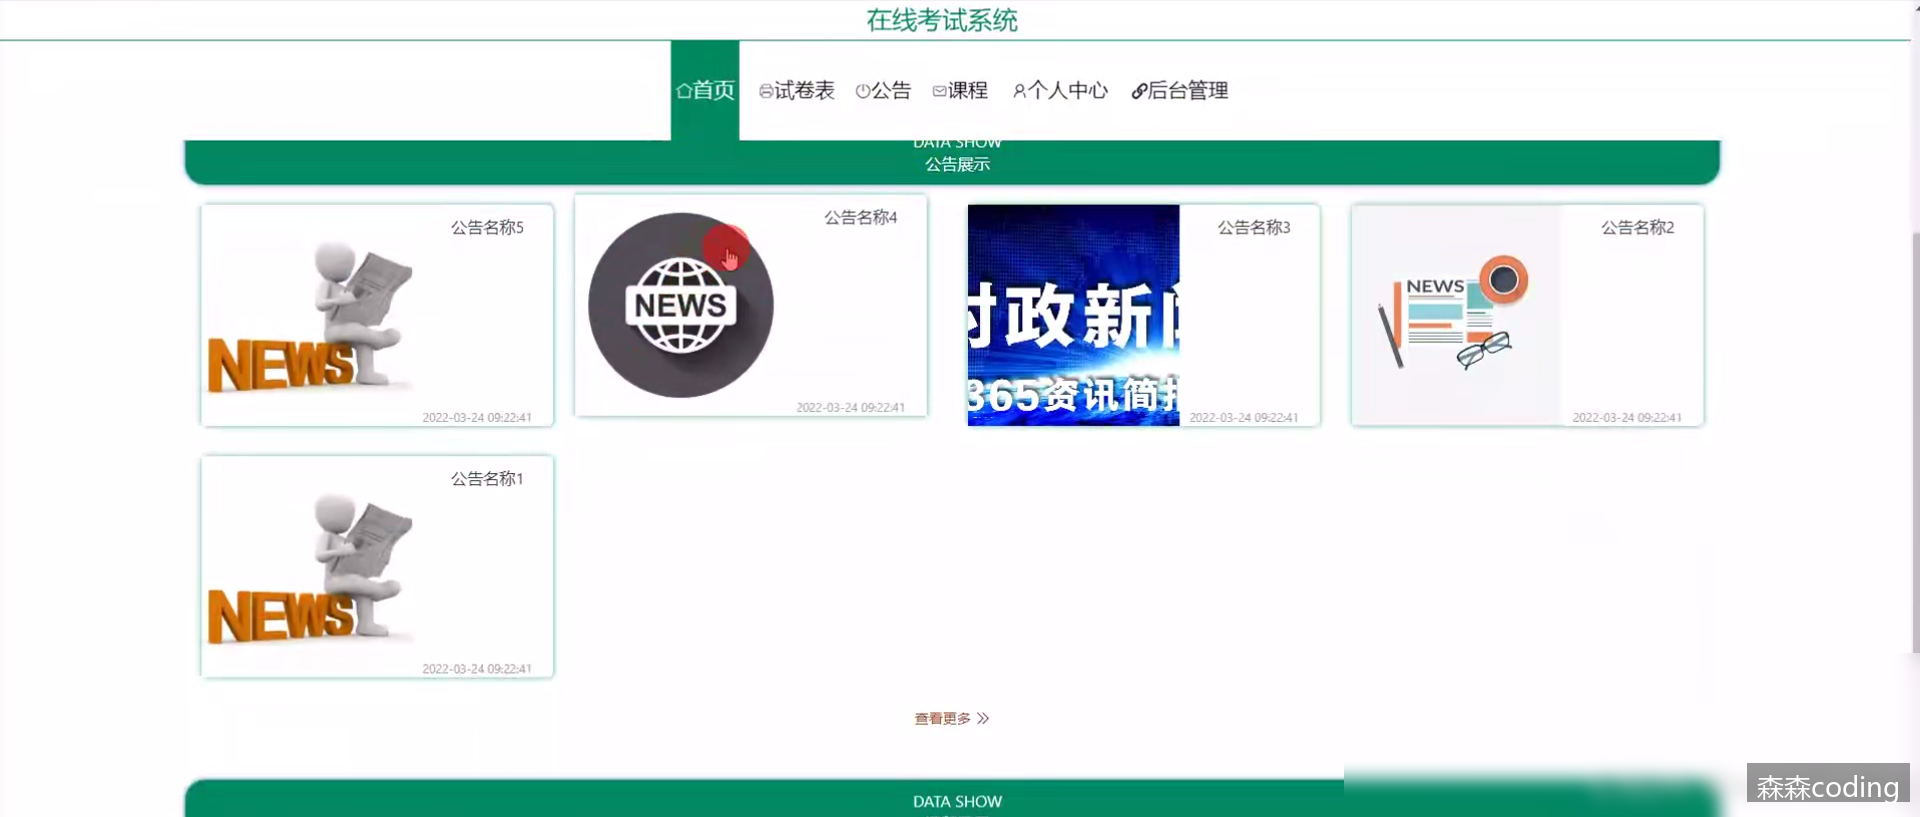 在线考试系统
首页 试卷表 公告 课程 个人中心 后台管理
DATA SHOW
公告展示
公告名称5
NEWS
2022-03-24 09:22:41
公告名称4
NEWS
2022-03-24 09:22:41
公告名称3
时政新闻
365资讯简报
2022-03-24 09:22:41
公告名称2
NEWS
2022-03-24 09:22:41
公告名称1
NEWS
2022-03-24 09:22:41
查看更多
DATA SHOW
森森coding